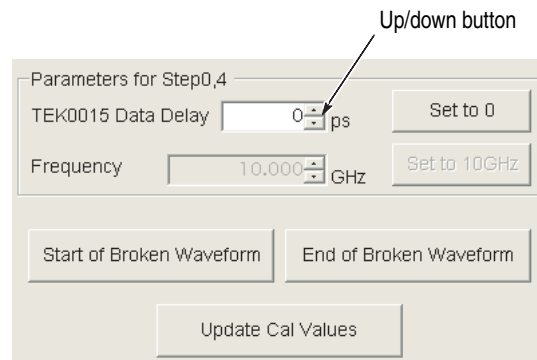 Up/down button
Parameters for Step0,4
TEK0015 Data Delay 0 ps Set to 0
Frequency 10.000 GHz Set to 10GHz
Start of Broken Waveform End of Broken Waveform
Update Cal Values